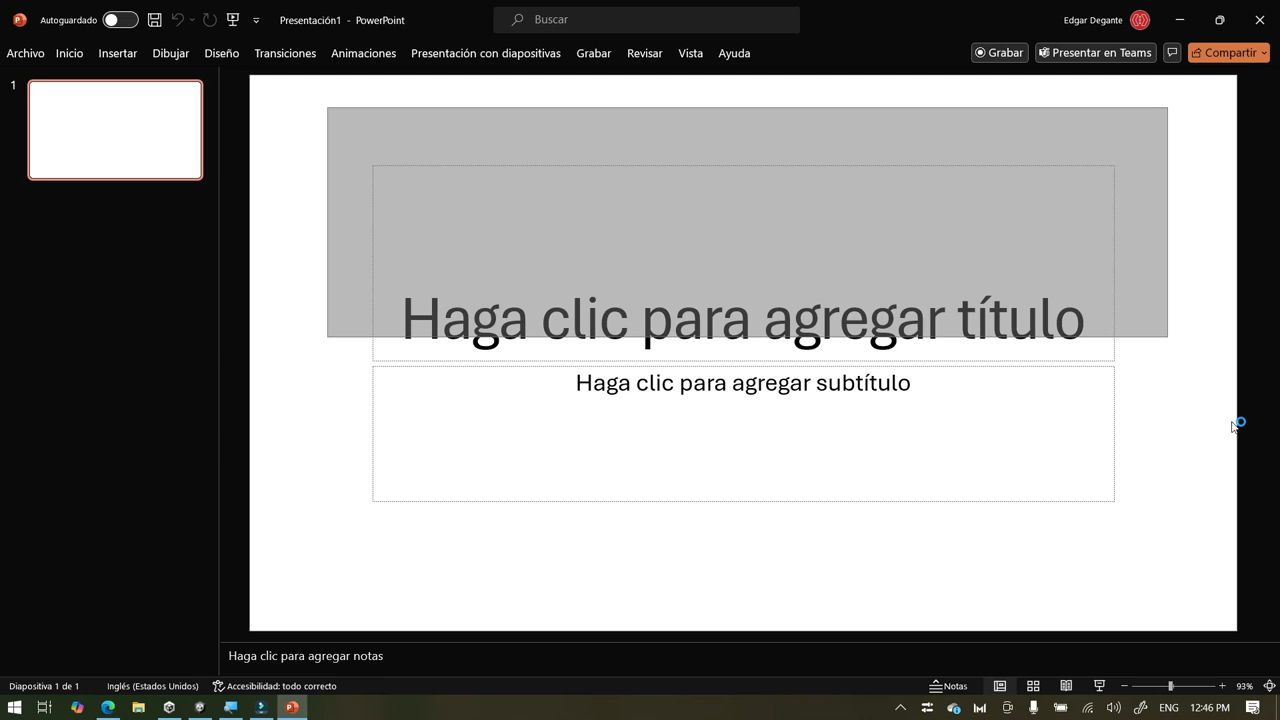 Autoguardado
Presentación1 - PowerPoint
Buscar
Edgar Degante
Archivo Inicio Insertar Dibujar Diseño Transiciones Animaciones Presentación con diapositivas Grabar Revisar Vista Ayuda
Grabar Presentar en Teams Compartir
1
Haga clic para agregar título
Haga clic para agregar subtítulo
Haga clic para agregar notas
Diapositiva 1 de 1 Inglés (Estados Unidos) Accesibilidad: todo correcto Notas 93%
ENG 12:46 PM